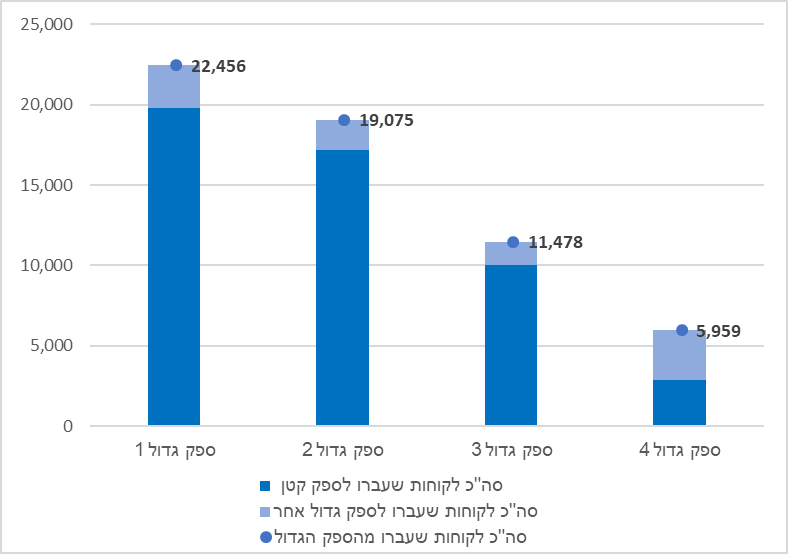 25,000
20,000
15,000
10,000
5,000
0
22,456
19,075
11,478
5,959
ספק גדול 1
ספק גדול 2
ספק גדול 3
ספק גדול 4
סה"כ לקוחות שעברו לספק קטן
סה"כ לקוחות שעברו לספק גדול אחר
סה"כ לקוחות שעברו מהספק הגדול